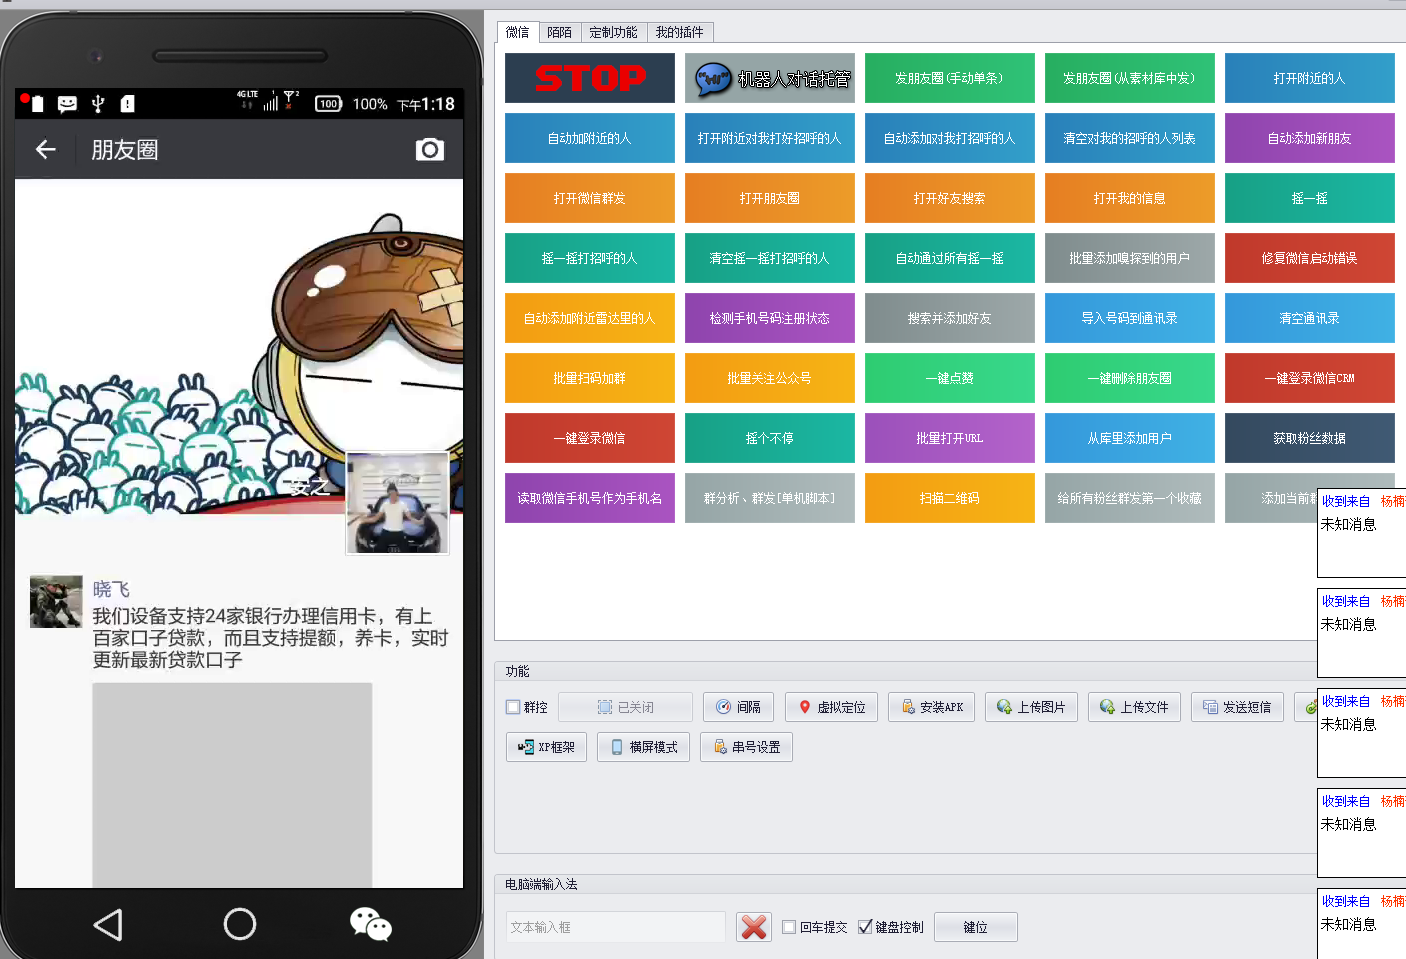 4G LTE
1
2
100
100%
下午1:18
朋友圈
安之
晓飞
我们设备支持24家银行办理信用卡，有上
百家口子贷款，而且支持提额，养卡，实时
更新最新贷款口子
微信
陌陌
定制功能
我的插件
STOP
机器人对话托管
发朋友圈(手动单条)
发朋友圈(从素材库中发)
打开附近的人
自动加附近的人
打开附近对我打好招呼的人
自动添加对我打招呼的人
清空对我的招呼的人列表
自动添加新朋友
打开微信群发
打开朋友圈
打开好友搜索
打开我的信息
摇一摇
摇一摇打招呼的人
清空摇一摇打招呼的人
自动通过所有摇一摇
批量添加嗅探到的用户
修复微信启动错误
自动添加附近雷达里的人
检测手机号码注册状态
搜索并添加好友
导入号码到通讯录
清空通讯录
批量扫码加群
批量关注公众号
一键点赞
一键删除朋友圈
一键登录微信CRM
一键登录微信
摇个不停
批量打开URL
从库里添加用户
获取粉丝数据
读取微信手机号作为手机名
群分析、群发[单机脚本]
扫描二维码
给所有粉丝群发第一个收藏
添加当前
收到来自 杨楠
未知消息
收到来自 杨楠
未知消息
收到来自 杨楠
未知消息
收到来自 杨楠
未知消息
收到来自 杨楠
未知消息
功能
群控
已关闭
间隔
虚拟定位
安装APK
上传图片
上传文件
发送短信
XP框架
横屏模式
串号设置
电脑端输入法
文本输入框
回车提交
键盘控制
键位